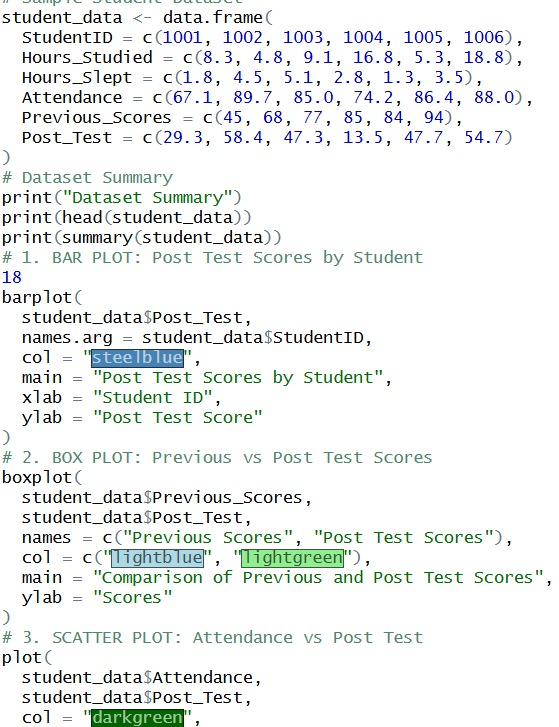 # Sample Student Dataset
student_data <- data.frame(
  StudentID = c(1001, 1002, 1003, 1004, 1005, 1006),
  Hours_Studied = c(8.3, 4.8, 9.1, 16.8, 5.3, 18.8),
  Hours_Slept = c(1.8, 4.5, 5.1, 2.8, 1.3, 3.5),
  Attendance = c(67.1, 89.7, 85.0, 74.2, 86.4, 88.0),
  Previous_Scores = c(45, 68, 77, 85, 84, 94),
  Post_Test = c(29.3, 58.4, 47.3, 13.5, 47.7, 54.7)
)
# Dataset Summary
print("Dataset Summary")
print(head(student_data))
print(summary(student_data))
# 1. BAR PLOT: Post Test Scores by Student
18
barplot(
  student_data$Post_Test,
  names.arg = student_data$StudentID,
  col = "steelblue",
  main = "Post Test Scores by Student",
  xlab = "Student ID",
  ylab = "Post Test Score"
)
# 2. BOX PLOT: Previous vs Post Test Scores
boxplot(
  student_data$Previous_Scores,
  student_data$Post_Test,
  names = c("Previous Scores", "Post Test Scores"),
  col = c("lightblue", "lightgreen"),
  main = "Comparison of Previous and Post Test Scores",
  ylab = "Scores"
)
# 3. SCATTER PLOT: Attendance vs Post Test
plot(
  student_data$Attendance,
  student_data$Post_Test,
  col = "darkgreen",